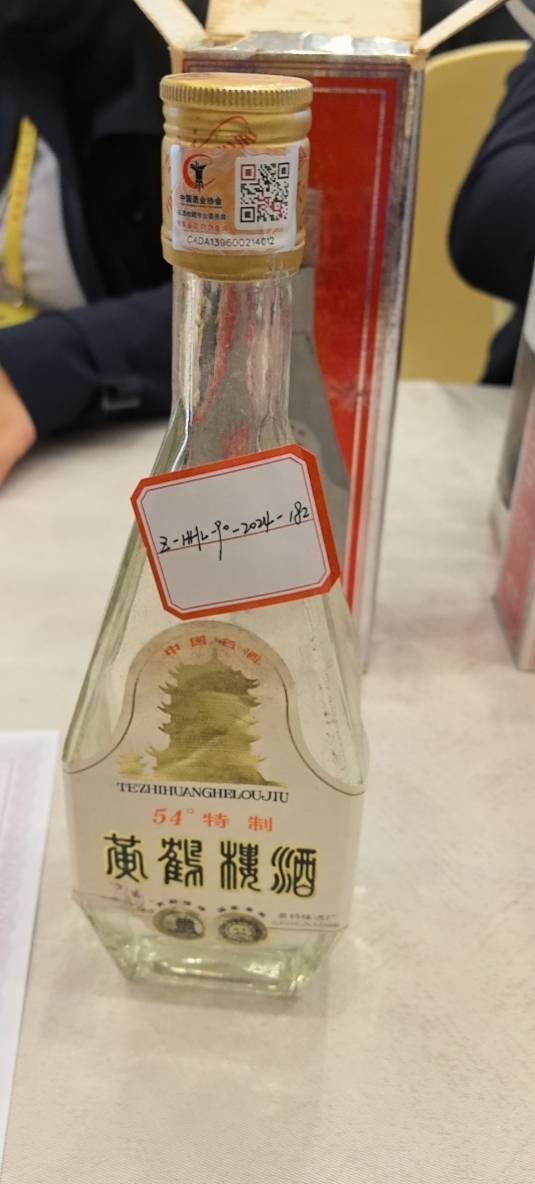 中国酒业协会
CADA139600214012
Z-HHL-90-2024-182
中国名酒
TEZHIHUANGHELOUJIU
54°特制
黄鹤楼酒